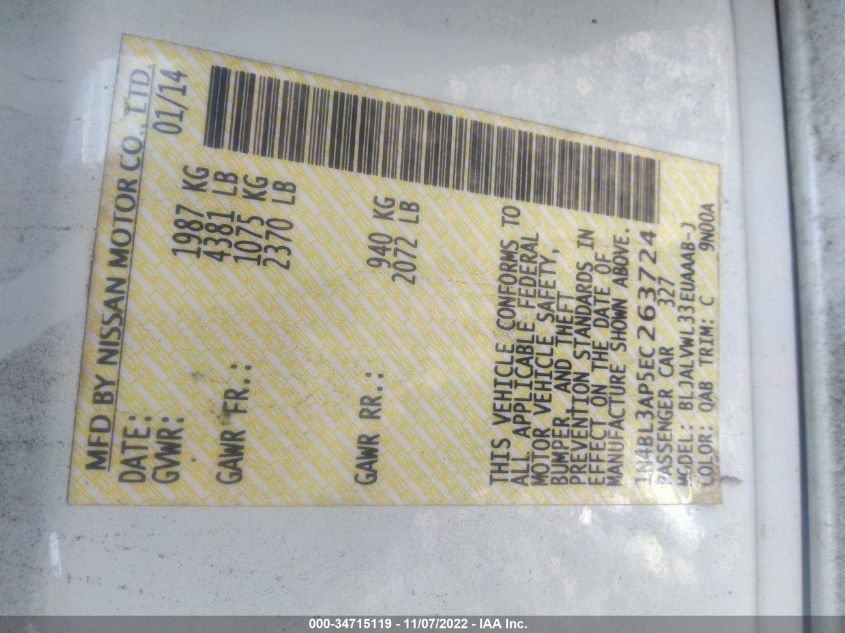 MFD BY NISSAN MOTOR CO., LTD.
DATE: 01/14
GVWR: 1987 KG
4381 LB
GAWR FR.: 1075 KG
2370 LB
GAWR RR.: 940 KG
2072 LB
THIS VEHICLE CONFORMS TO
ALL APPLICABLE FEDERAL
MOTOR VEHICLE SAFETY,
BUMPER, AND THEFT
PREVENTION STANDARDS IN
EFFECT ON THE DATE OF
MANUFACTURE SHOWN ABOVE.
1N4BL3AP5EC263724
PASSENGER CAR 327
MODEL: BLJALVWL33EUAAAB-J
COLOR: QAB TRIM: C 9N00A
000-34715119 - 11/07/2022 - IAA Inc.